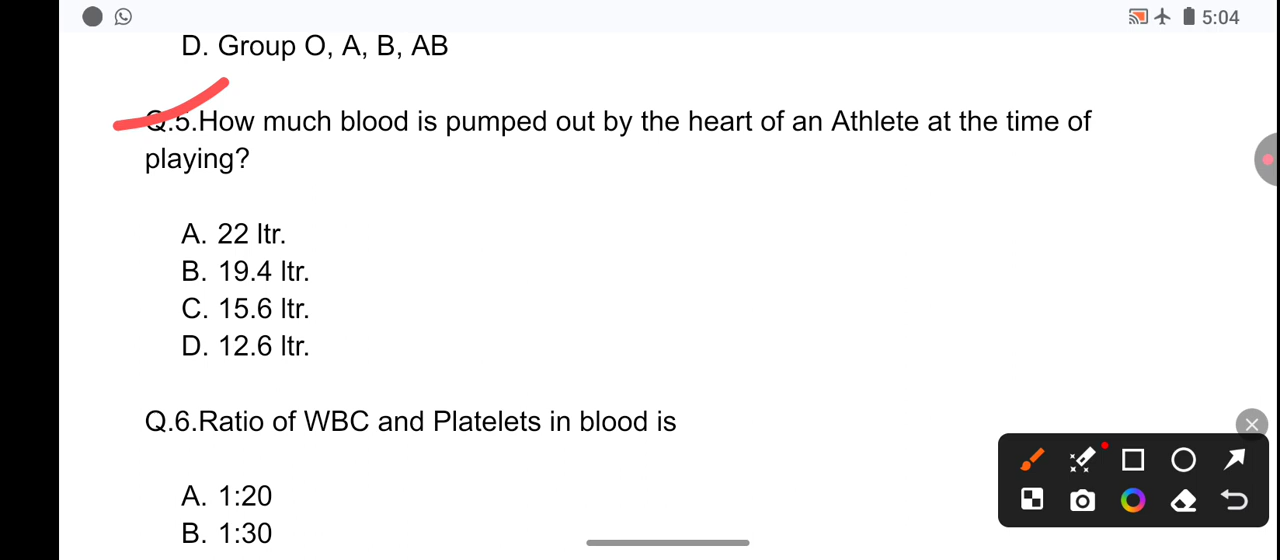 5:04
D. Group O, A, B, AB
Q.5.How much blood is pumped out by the heart of an Athlete at the time of
playing?
A. 22 ltr.
B. 19.4 ltr.
C. 15.6 ltr.
D. 12.6 ltr.
Q.6.Ratio of WBC and Platelets in blood is
A. 1:20
B. 1:30